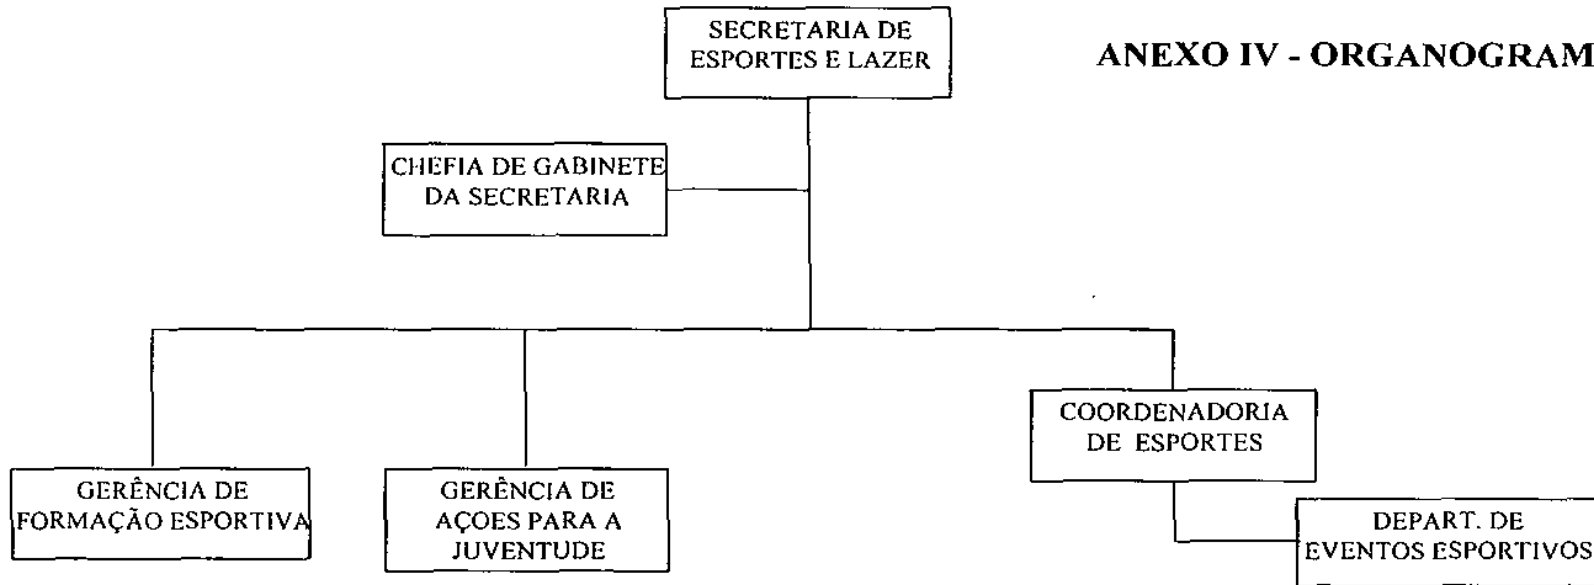 SECRETARIA DE
ESPORTES E LAZER
ANEXO IV - ORGANOGRAM
CHEFIA DE GABINETE
DA SECRETARIA
COORDENADORIA
DE ESPORTES
GERÊNCIA DE
FORMAÇÃO ESPORTIVA
GERÊNCIA DE
AÇOES PARA A
JUVENTUDE
DEPART. DE
EVENTOS ESPORTIVOS